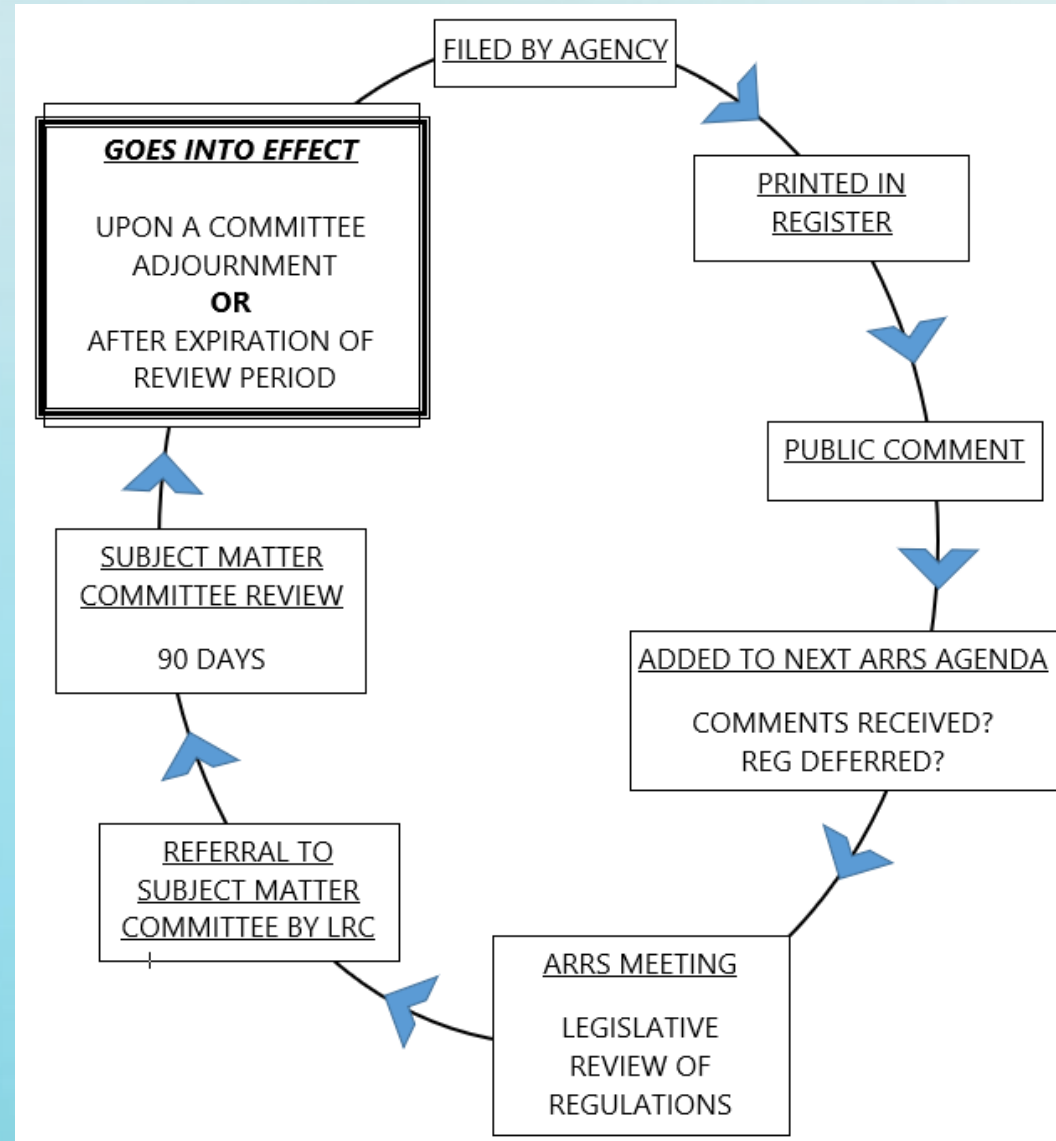 FILED BY AGENCY
PRINTED IN
REGISTER
PUBLIC COMMENT
ADDED TO NEXT ARRS AGENDA
COMMENTS RECEIVED?
REG DEFERRED?
ARRS MEETING
LEGISLATIVE
REVIEW OF
REGULATIONS
REFERRAL TO
SUBJECT MATTER
COMMITTEE BY LRC
SUBJECT MATTER
COMMITTEE REVIEW
90 DAYS
GOES INTO EFFECT
UPON A COMMITTEE
ADJOURNMENT
OR
AFTER EXPIRATION OF
REVIEW PERIOD